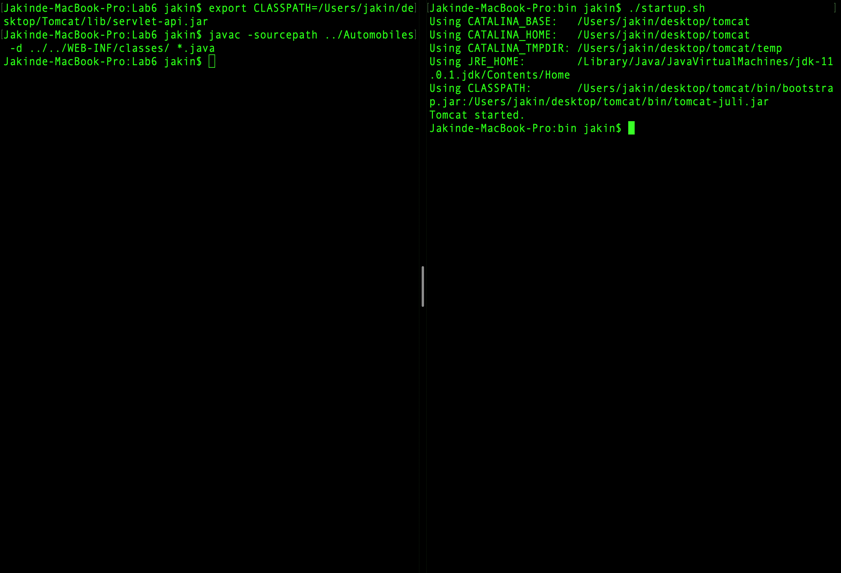 Jakinde-MacBook-Pro:Lab6 jakin$ export CLASSPATH=/Users/jakin/de
sktop/Tomcat/lib/servlet-api.jar
Jakinde-MacBook-Pro:Lab6 jakin$ javac -sourcepath ../Automobiles
 -d ../../WEB-INF/classes/ *.java
Jakinde-MacBook-Pro:Lab6 jakin$
Jakinde-MacBook-Pro:bin jakin$ ./startup.sh
Using CATALINA_BASE:   /Users/jakin/desktop/tomcat
Using CATALINA_HOME:   /Users/jakin/desktop/tomcat
Using CATALINA_TMPDIR: /Users/jakin/desktop/tomcat/temp
Using JRE_HOME:        /Library/Java/JavaVirtualMachines/jdk-11
.0.1.jdk/Contents/Home
Using CLASSPATH:       /Users/jakin/desktop/tomcat/bin/bootstra
p.jar:/Users/jakin/desktop/tomcat/bin/tomcat-juli.jar
Tomcat started.
Jakinde-MacBook-Pro:bin jakin$